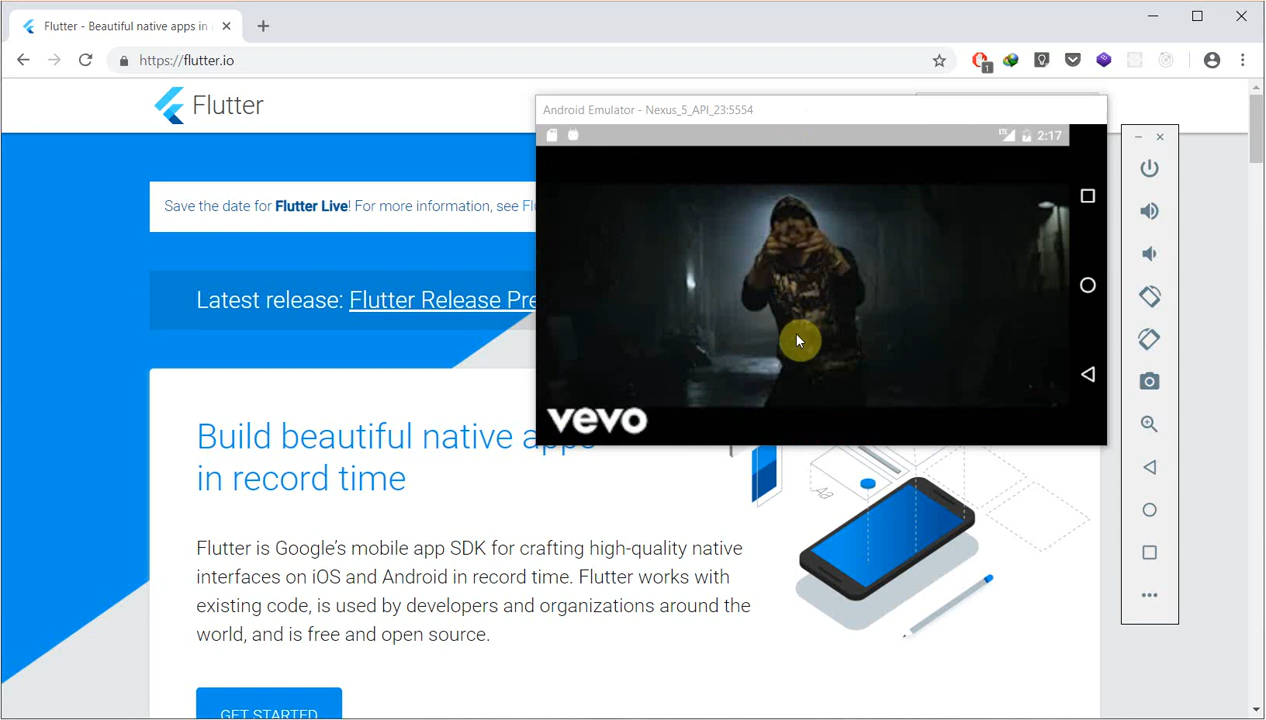 Flutter - Beautiful native apps in
https://flutter.io
1
Flutter
Android Emulator - Nexus_5_API_23:5554
LTE
2:17
Save the date for Flutter Live! For more information, see
Latest release: Flutter Release
vevo
Build beautiful native apps
in record time
Aa
Flutter is Google's mobile app SDK for crafting high-quality native
interfaces on iOS and Android in record time. Flutter works with
existing code, is used by developers and organizations around the
world, and is free and open source.
GET STARTED